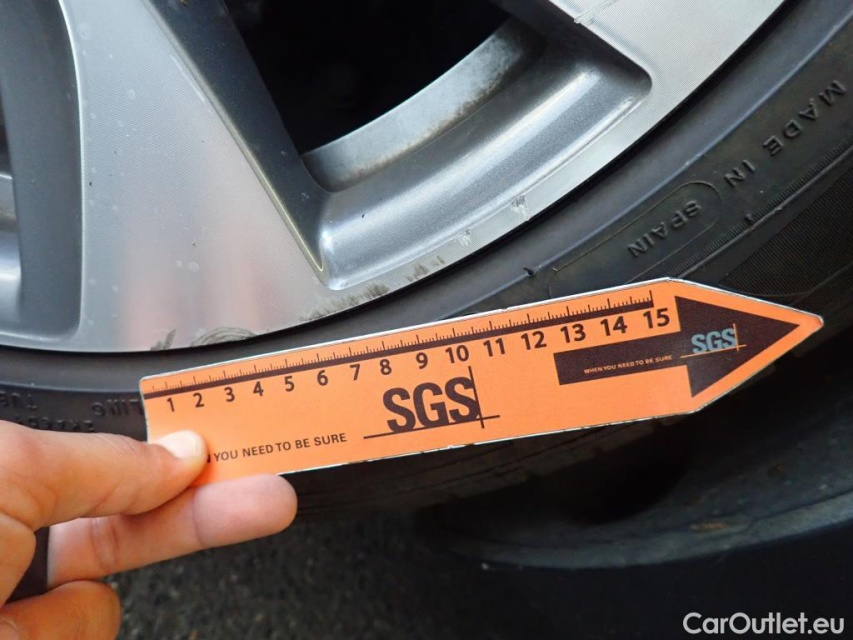 MADE IN
SPAIN
1 2 3 4 5 6 7 8 9 10 11 12 13 14 15
SGS
WHEN YOU NEED TO BE SURE
SGS
YOU NEED TO BE SURE
CarOutlet.eu